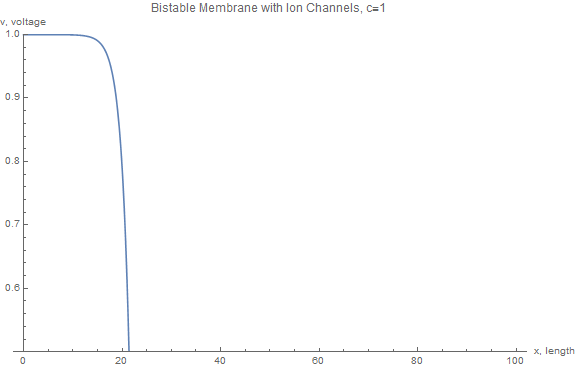 Bistable Membrane with Ion Channels, c=1
v, voltage
1.0
0.9
0.8
0.7
0.6
0 20 40 60 80 100 x, length